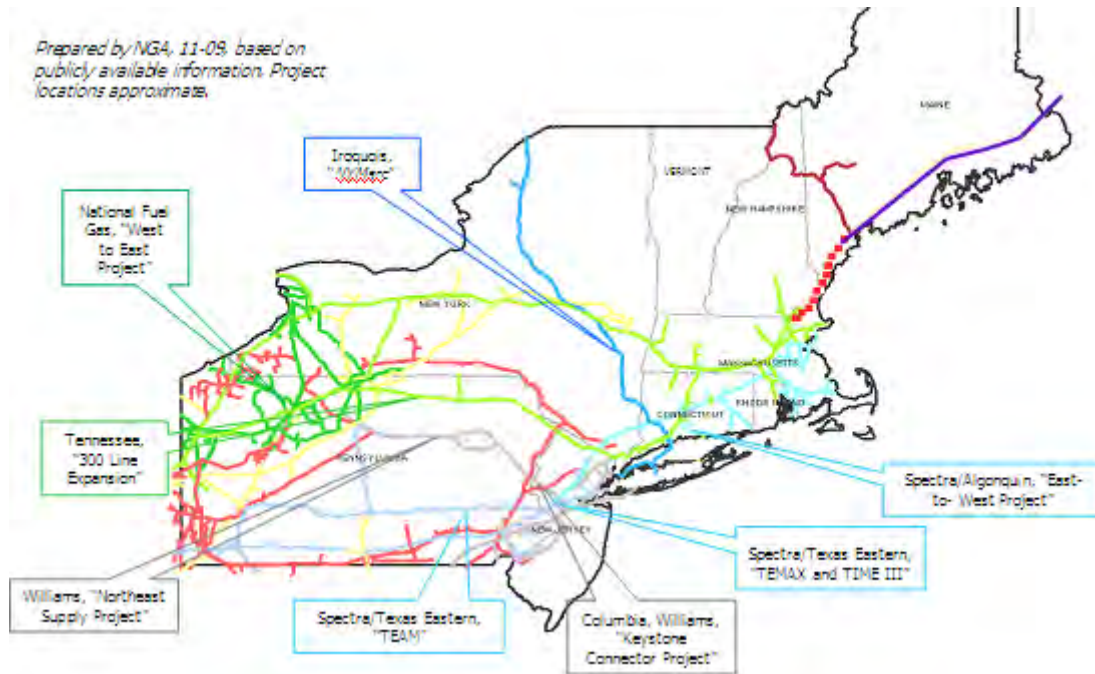 Prepared by NGA, 11-09, based on
publicly available information. Project
locations approximate.
MAINE
Iroquois,
"NYMarc"
VERMONT
NEW HAMPSHIRE
National Fuel
Gas, "West
to East
Project"
NEW YORK
MASSACHUSETTS
RHODE ISLAND
CONNECTICUT
Tennessee,
"300 Line
Expansion"
PENNSYLVANIA
Spectra/Algonquin, "East-
to- West Project"
NEW JERSEY
Spectra/Texas Eastern,
"TEMAX and TIME III"
Williams, "Northeast
Supply Project"
Spectra/Texas Eastern,
"TEAM"
Columbia, Williams,
"Keystone
Connector Project"